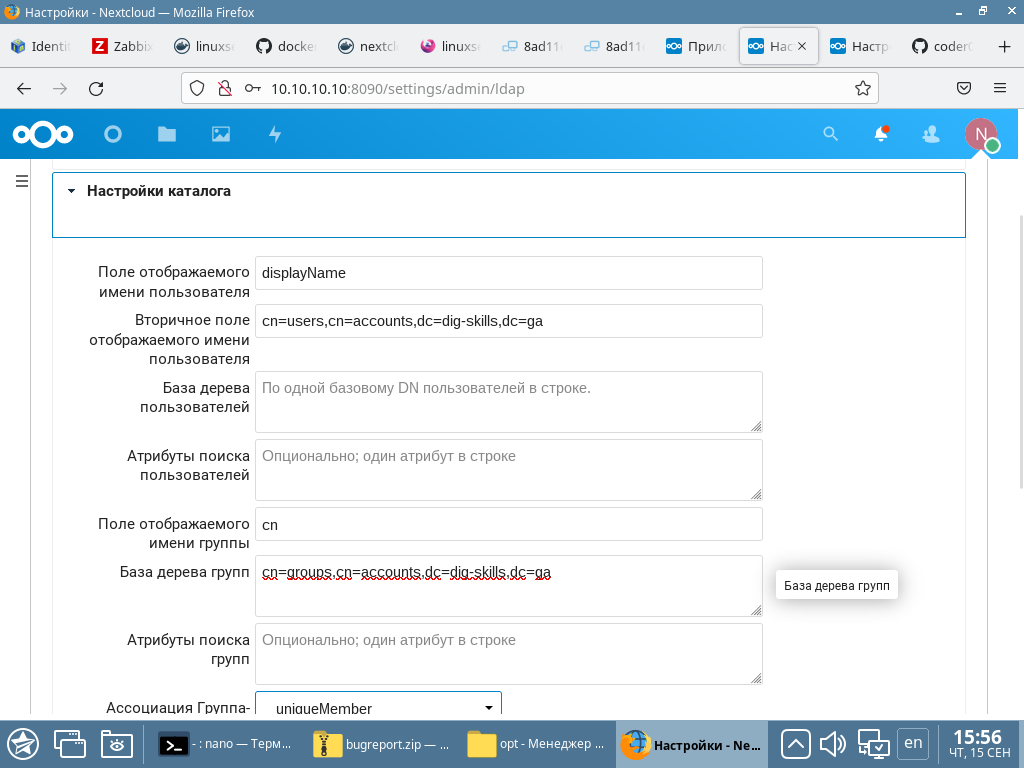 Настройки - Nextcloud — Mozilla Firefox
Identi
Zabbi
linuxse
docke
nextcl
linuxse
8ad11
8ad11
Прило
Нас
Настр
10.10.10.10:8090/settings/admin/ldap
N
Настройки каталога
Поле отображаемого
имени пользователя
displayName
Вторичное поле
отображаемого имени
пользователя
cn=users,cn=accounts,dc=dig-skills,dc=ga
База дерева
пользователей
По одной базовому DN пользователей в строке.
Атрибуты поиска
пользователей
Опционально; один атрибут в строке
Поле отображаемого
имени группы
cn
База дерева групп
cn=groups,cn=accounts,dc=dig-skills,dc=ga
База дерева групп
Атрибуты поиска
групп
Опционально; один атрибут в строке
Ассоциация Группа-
uniqueMember
- : nano — Терм...
bugreport.zip — ...
opt - Менеджер ...
Настройки - Ne...
en
15:56
ЧТ, 15 СЕН